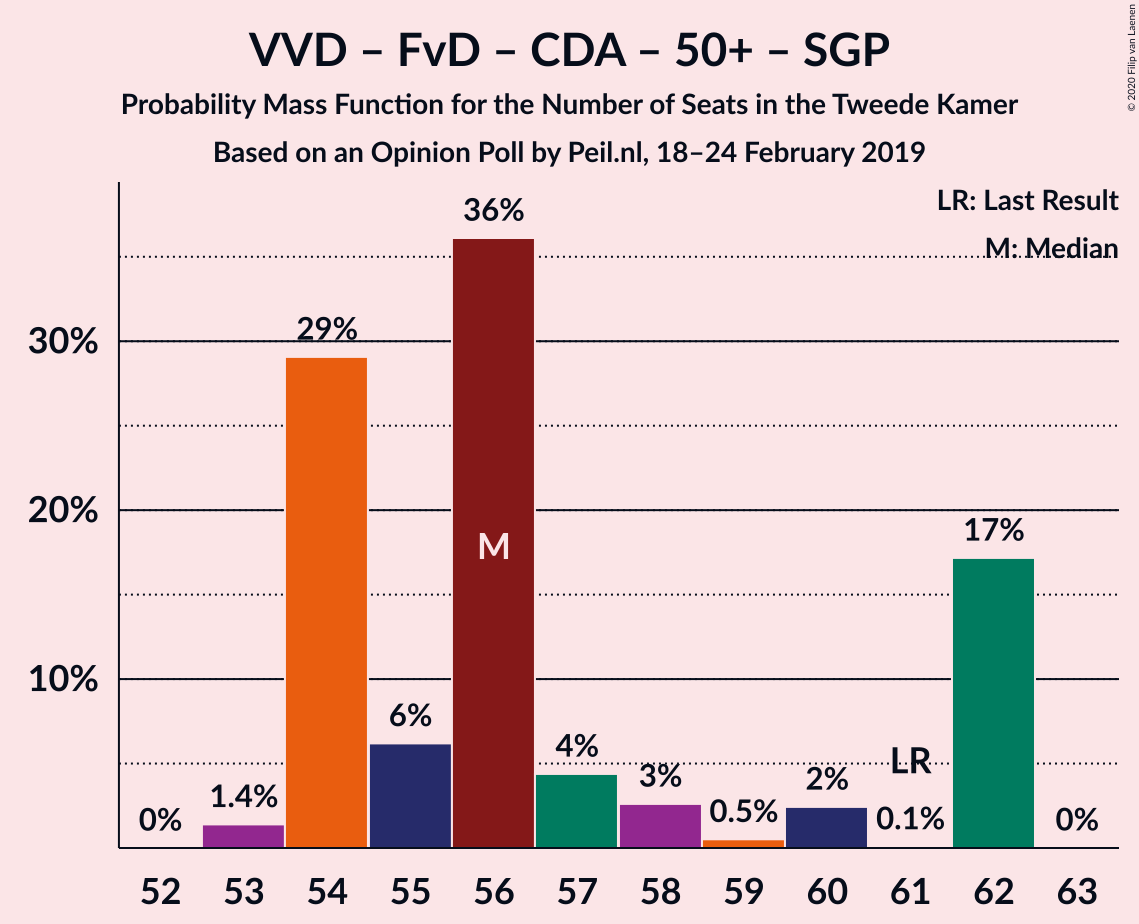 VVD – FvD – CDA – 50+ – SGP
Probability Mass Function for the Number of Seats in the Tweede Kamer
Based on an Opinion Poll by Peil.nl, 18–24 February 2019
© 2020 Filip van Laenen
LR: Last Result
M: Median
30%
20%
10%
0%
1.4%
29%
6%
36%
M
4%
3%
0.5%
2%
LR
0.1%
17%
0%
52 53 54 55 56 57 58 59 60 61 62 63